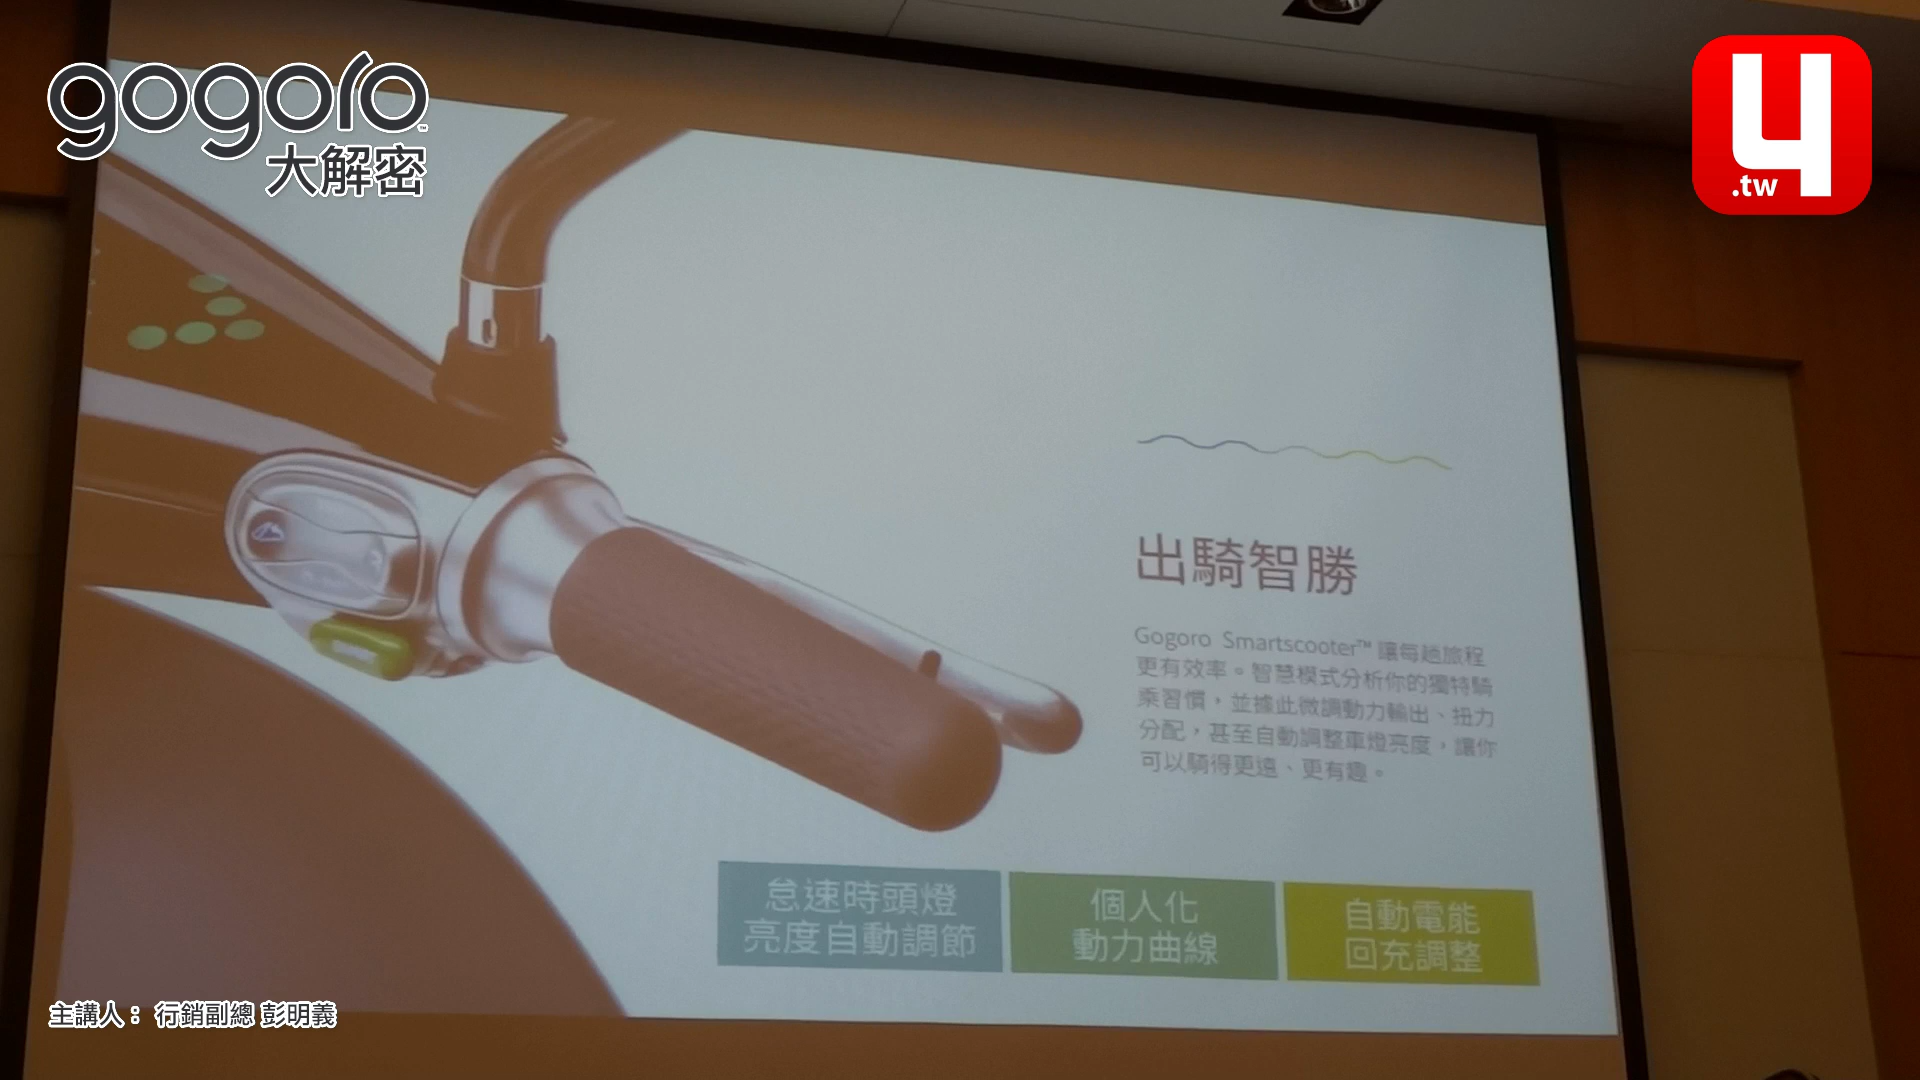 gogoro
大解密
4
.tw
出騎智勝
Gogoro Smartscooter™ 讓每趟旅程
更有效率。智慧模式分析你的獨特騎
乘習慣，並據此微調動力輸出、扭力
分配，甚至自動調整車燈亮度，讓你
可以騎得更遠、更有趣。
怠速時頭燈
亮度自動調節
個人化
動力曲線
自動電能
回充調整
主講人： 行銷副總 彭明義